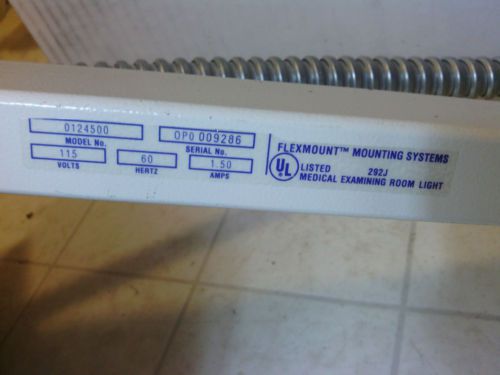 0124500
MODEL No.
OPO 009286
SERIAL No.
115
VOLTS
60
HERTZ
1.50
AMPS
FLEXMOUNT™ MOUNTING SYSTEMS
UL LISTED 292J
MEDICAL EXAMINING ROOM LIGHT